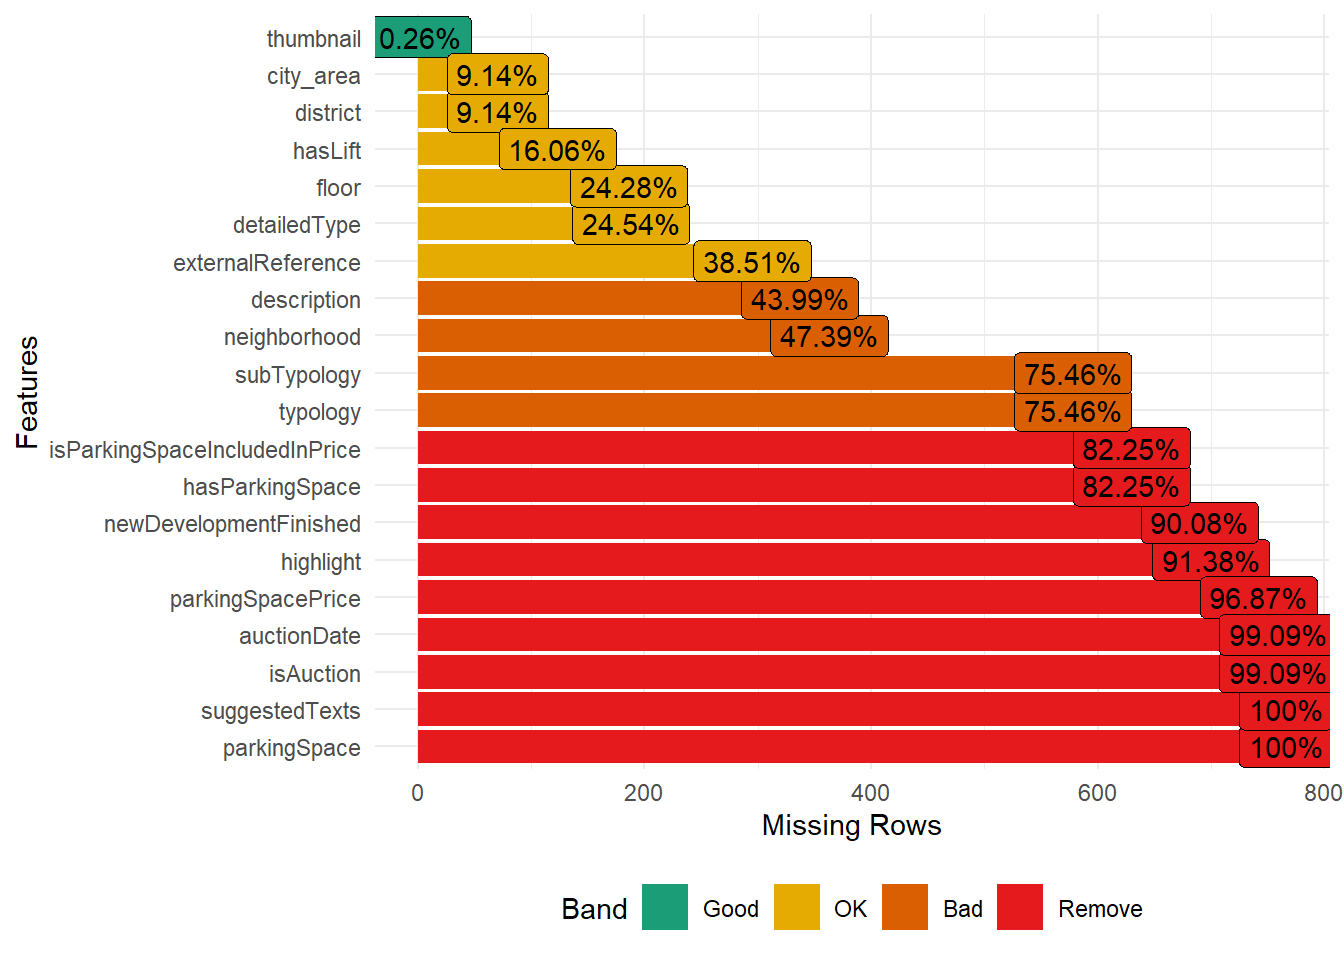 thumbnail 0.26%
city_area 9.14%
district 9.14%
hasLift 16.06%
floor 24.28%
detailedType 24.54%
externalReference 38.51%
description 43.99%
neighborhood 47.39%
subTypology 75.46%
typology 75.46%
isParkingSpaceIncludedInPrice 82.25%
hasParkingSpace 82.25%
newDevelopmentFinished 90.08%
highlight 91.38%
parkingSpacePrice 96.87%
auctionDate 99.09%
isAuction 99.09%
suggestedTexts 100%
parkingSpace 100%
Features
0 200 400 600 800
Missing Rows
Band Good OK Bad Remove